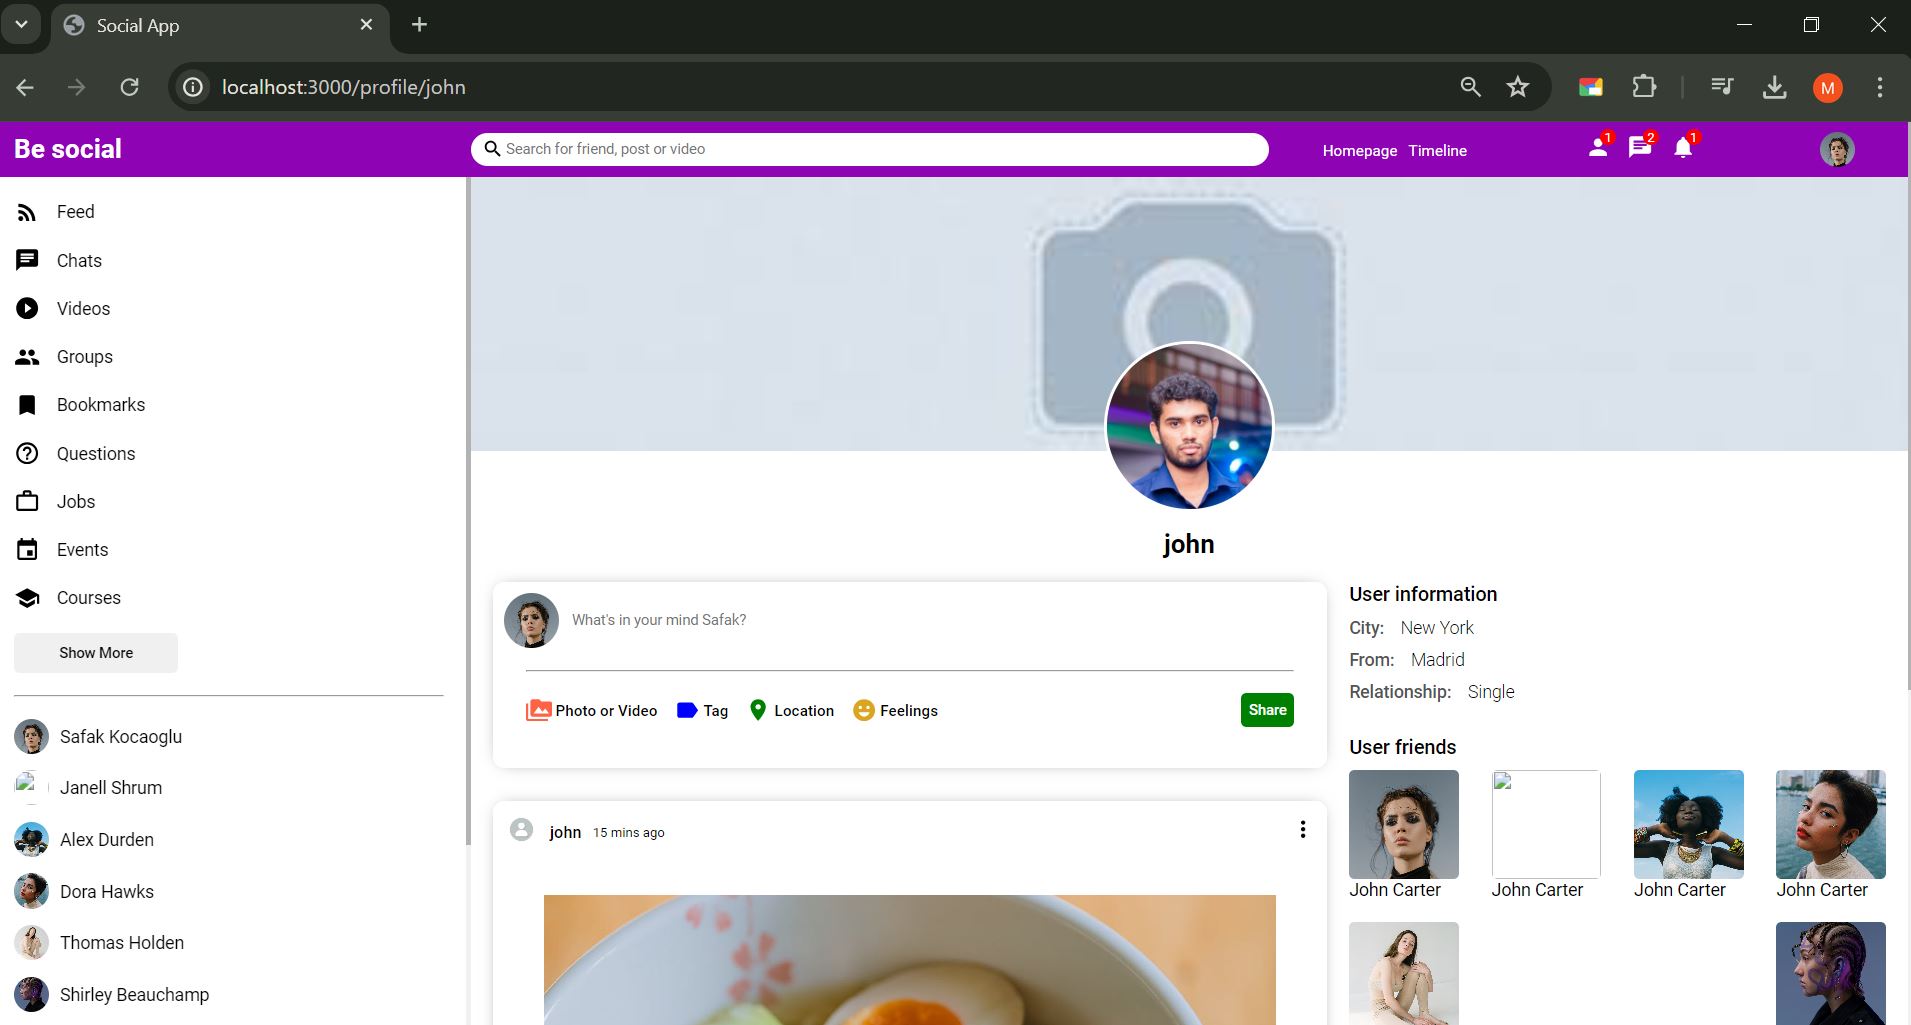 Social App
localhost:3000/profile/john
M
Be social
Search for friend, post or video
Homepage Timeline
1
2
1
Feed
Chats
Videos
Groups
Bookmarks
Questions
Jobs
Events
Courses
Show More
Safak Kocaoglu
Janell Shrum
Alex Durden
Dora Hawks
Thomas Holden
Shirley Beauchamp
john
What's in your mind Safak?
Photo or Video Tag Location Feelings Share
john 15 mins ago
User information
City: New York
From: Madrid
Relationship: Single
User friends
John Carter John Carter John Carter John Carter